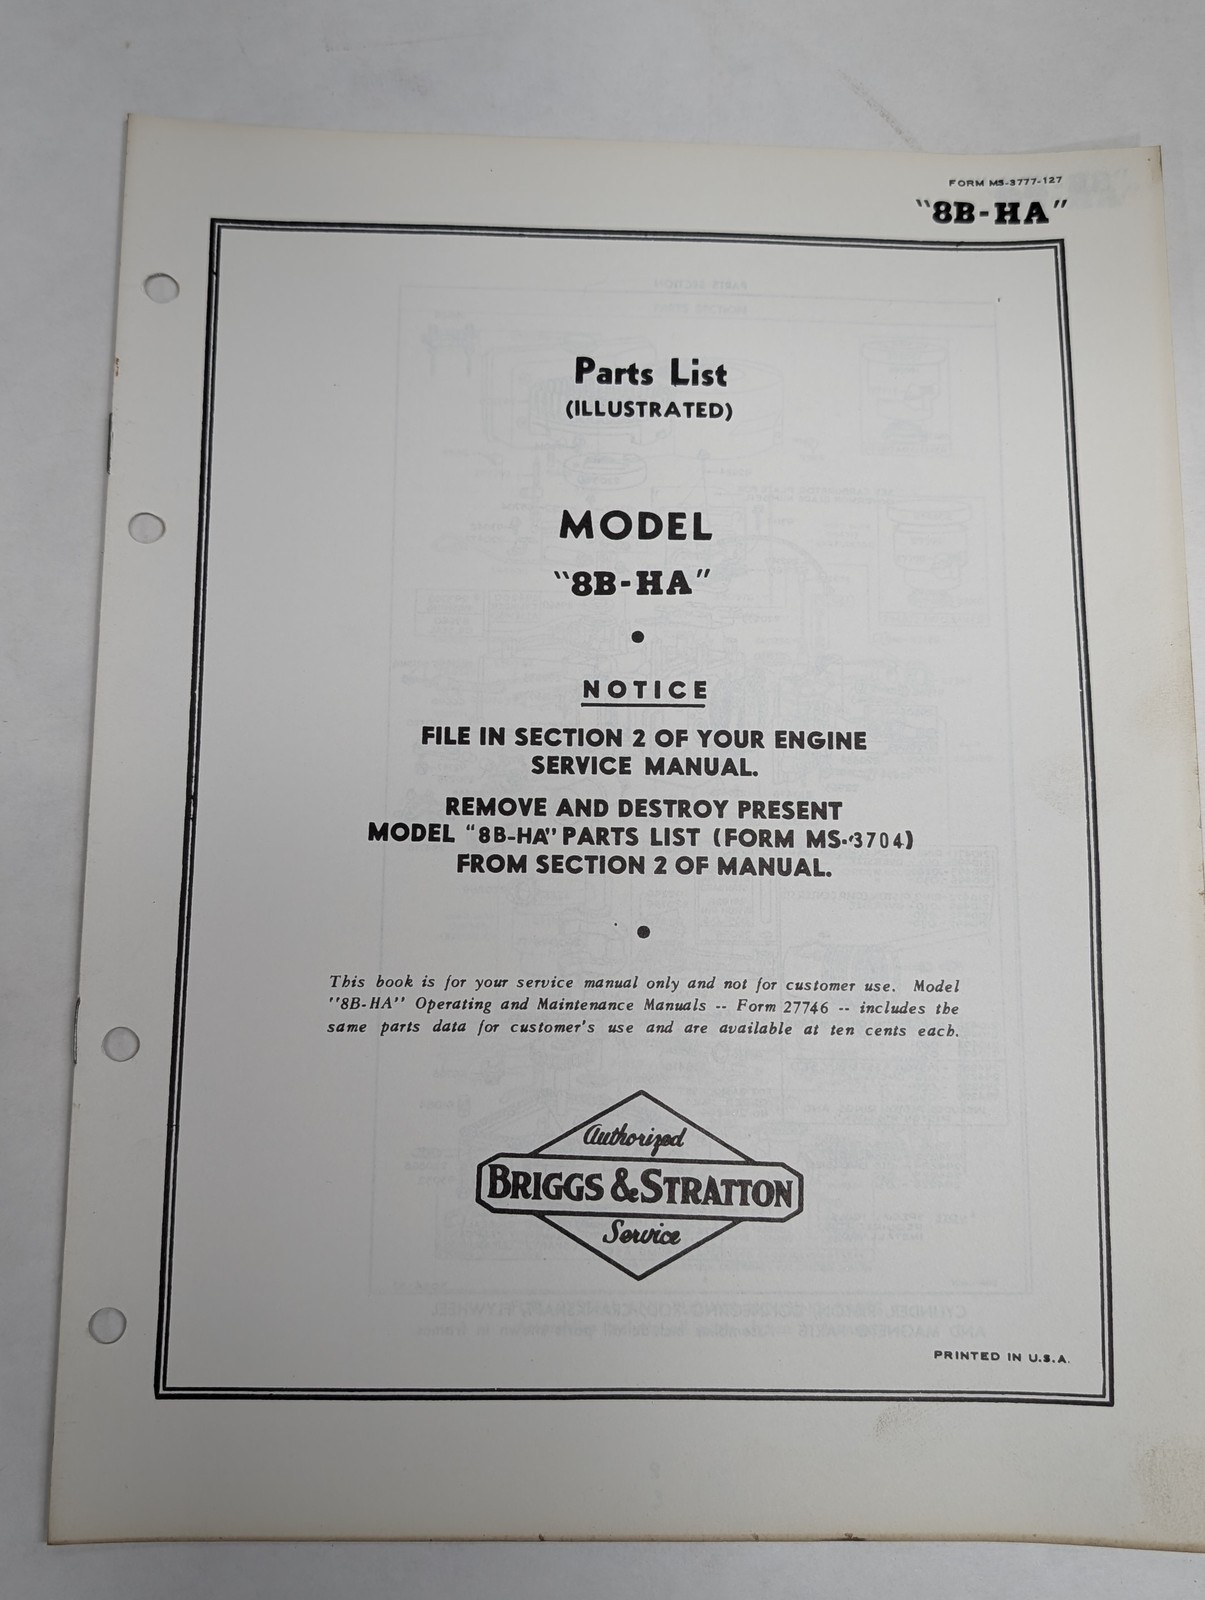 FORM MS-3777-127
"8B-HA"
Parts List
(ILLUSTRATED)
MODEL
"8B-HA"
NOTICE
FILE IN SECTION 2 OF YOUR ENGINE
SERVICE MANUAL.
REMOVE AND DESTROY PRESENT
MODEL "8B-HA" PARTS LIST (FORM MS-3704)
FROM SECTION 2 OF MANUAL.
This book is for your service manual only and not for customer use. Model
"8B-HA" Operating and Maintenance Manuals -- Form 27746 -- includes the
same parts data for customer's use and are available at ten cents each.
Authorized
BRIGGS & STRATTON
Service
PRINTED IN U.S.A.